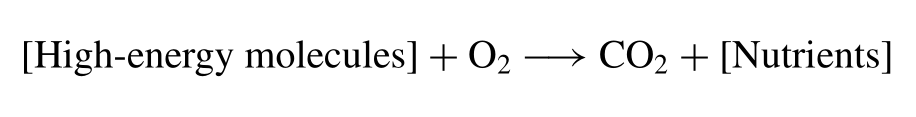 [High-energy molecules] + O₂ ⟶ CO₂ + [Nutrients]